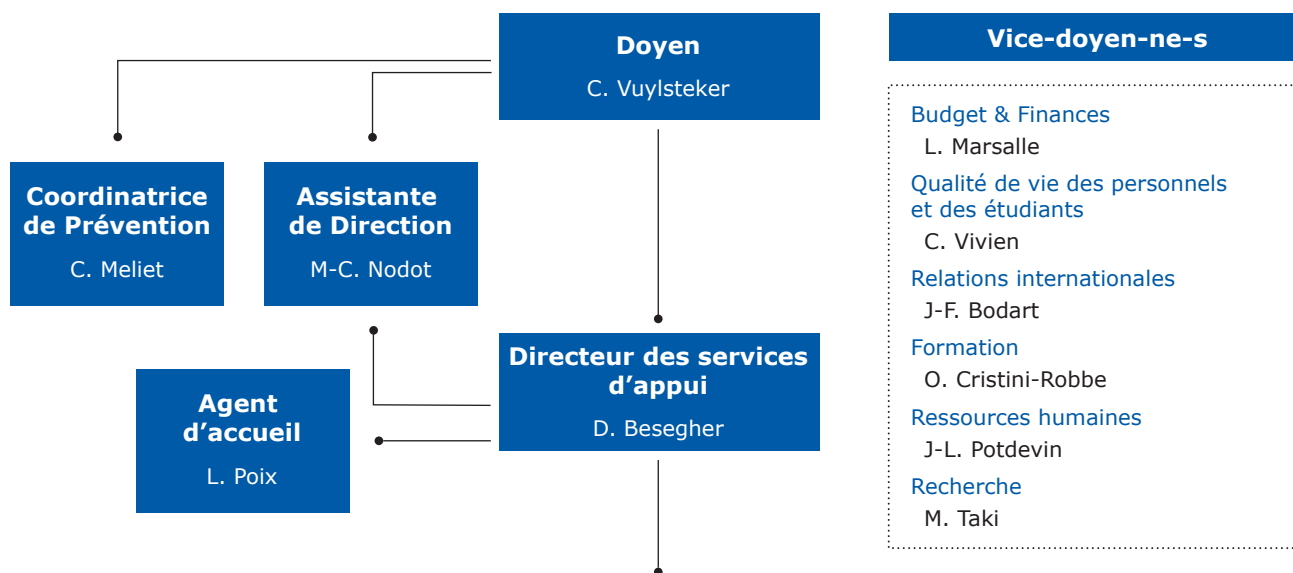 Doyen
C. Vuylsteker
Coordinatrice
de Prévention
C. Meliet
Assistante
de Direction
M-C. Nodot
Directeur des services
d’appui
D. Besegher
Agent
d’accueil
L. Poix
Vice-doyen-ne-s
Budget & Finances
L. Marsalle
Qualité de vie des personnels
et des étudiants
C. Vivien
Relations internationales
J-F. Bodart
Formation
O. Cristini-Robbe
Ressources humaines
J-L. Potdevin
Recherche
M. Taki